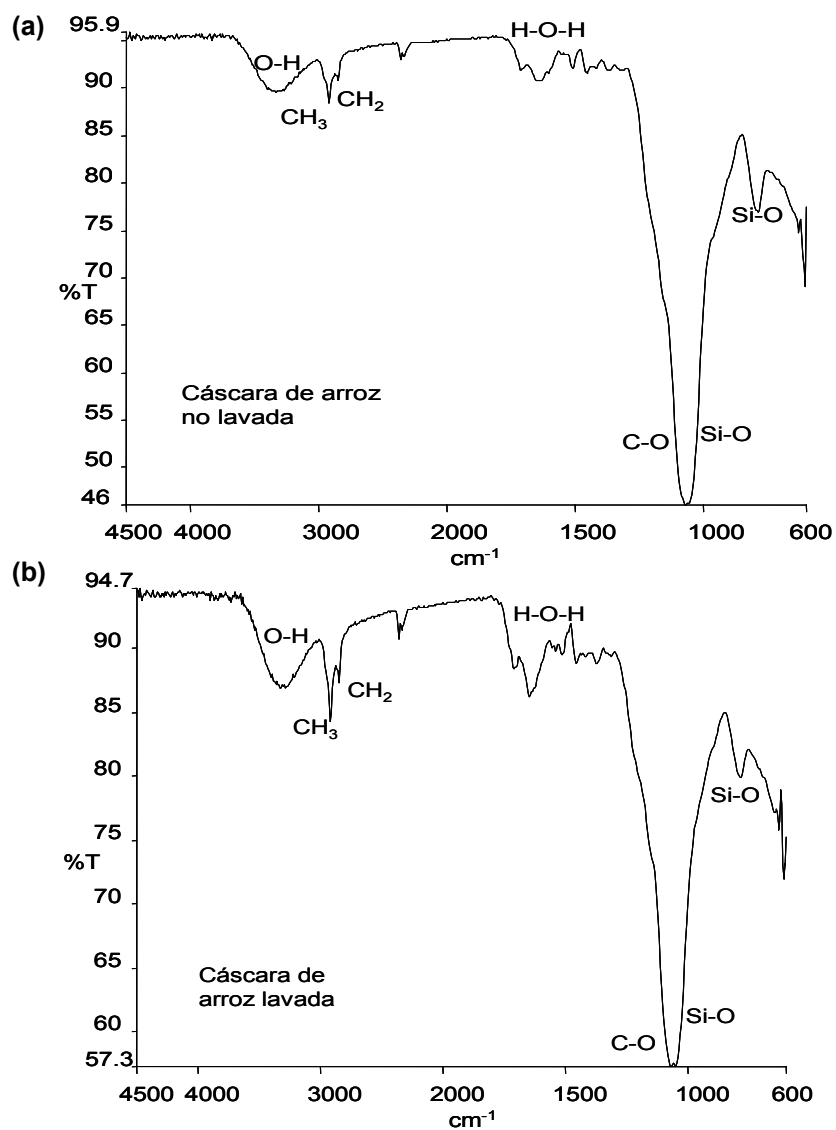 (a)
95.9
H-O-H
O-H
90
CH₂
CH₃
85
80
Si-O
75
70
%T
65
60
Cáscara de arroz
no lavada
55
C-O Si-O
50
46
4500 4000 3000 2000 1500 1000 600
cm⁻¹
(b)
94.7
H-O-H
O-H
90
CH₂
CH₃
85
80
Si-O
75
%T
70
65
Cáscara de
arroz lavada
60
Si-O
C-O
57.3
4500 4000 3000 2000 1500 1000 600
cm⁻¹